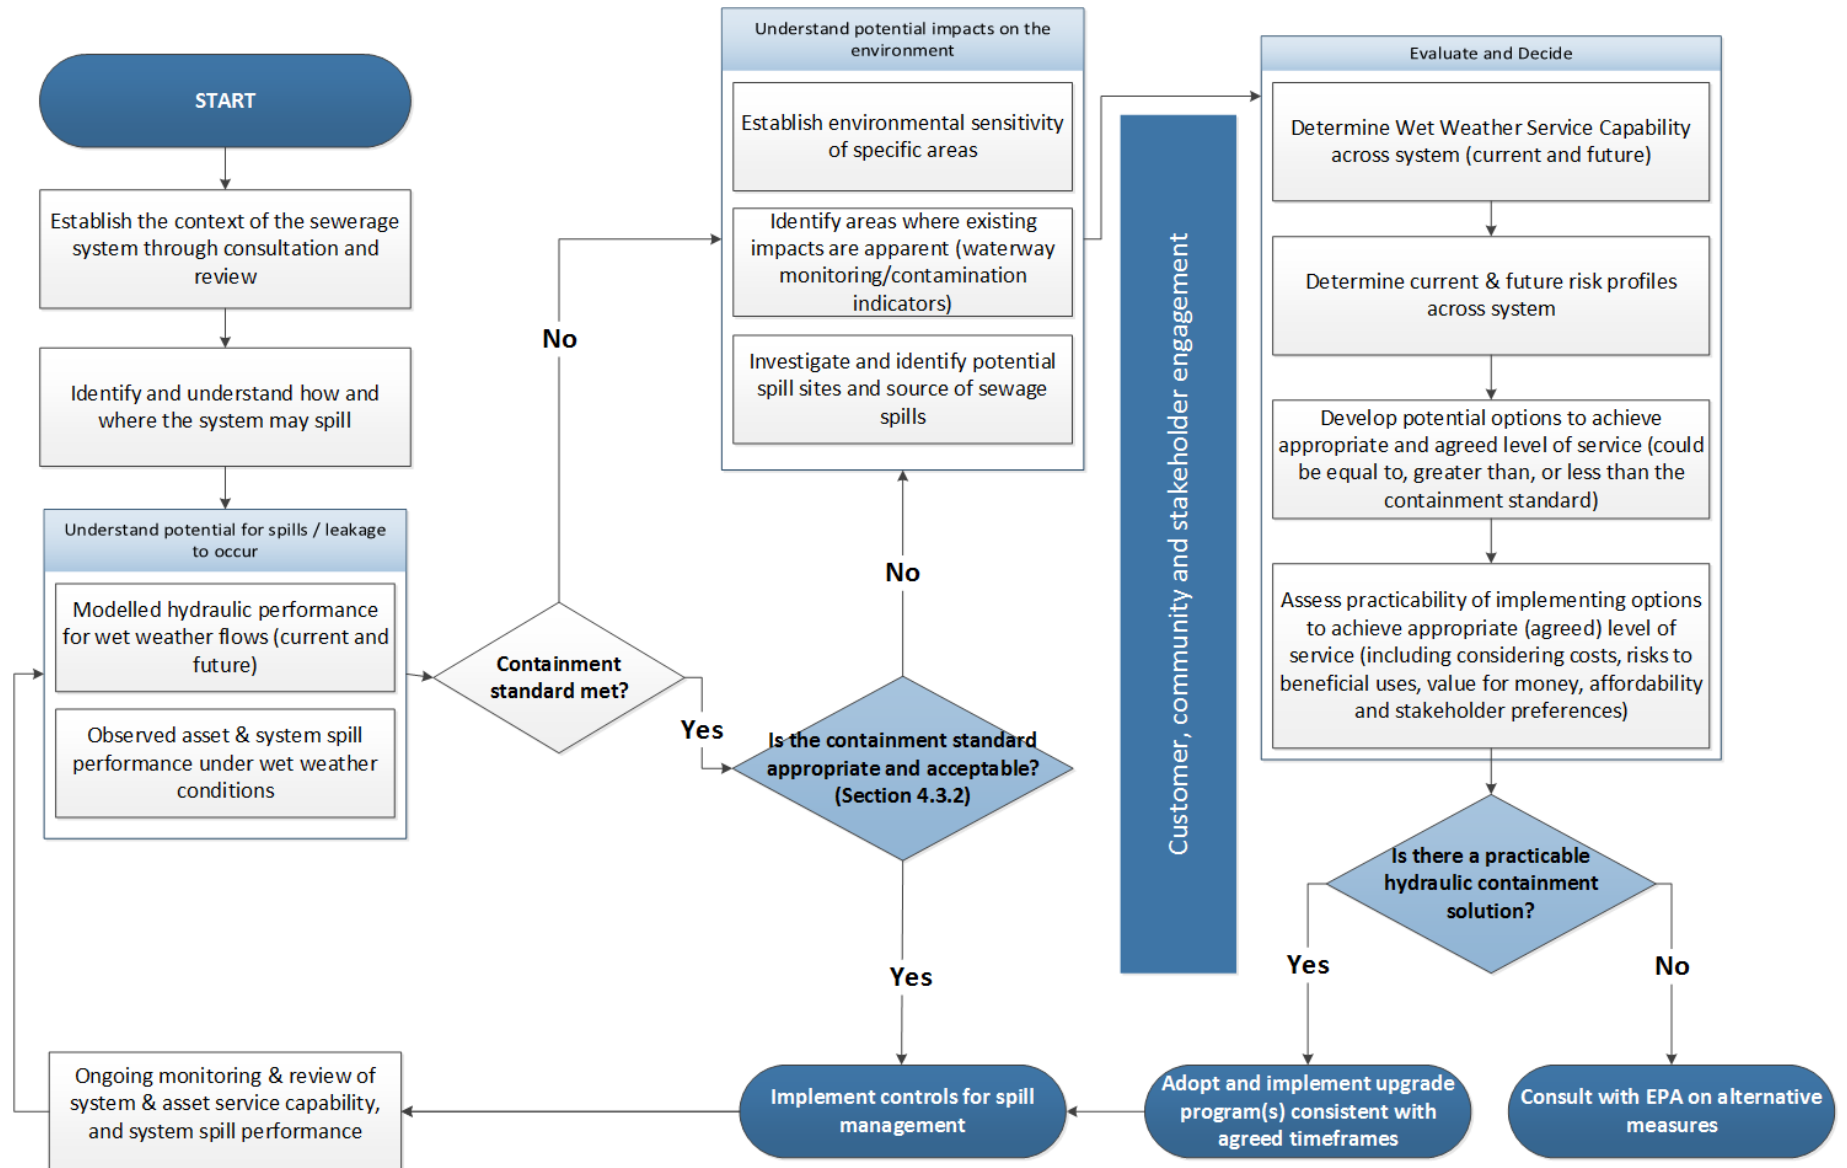 START
Establish the context of the sewerage
system through consultation and
review
Identify and understand how and
where the system may spill
Understand potential for spills / leakage
to occur
Modelled hydraulic performance
for wet weather flows (current and
future)
Observed asset & system spill
performance under wet weather
conditions
Containment
standard met?
No
Yes
Understand potential impacts on the
environment
Establish environmental sensitivity
of specific areas
Identify areas where existing
impacts are apparent (waterway
monitoring/contamination
indicators)
Investigate and identify potential
spill sites and source of sewage
spills
No
Is the containment standard
appropriate and acceptable?
(Section 4.3.2)
Yes
Customer, community and stakeholder engagement
Evaluate and Decide
Determine Wet Weather Service Capability
across system (current and future)
Determine current & future risk profiles
across system
Develop potential options to achieve
appropriate and agreed level of service (could
be equal to, greater than, or less than the
containment standard)
Assess practicability of implementing options
to achieve appropriate (agreed) level of
service (including considering costs, risks to
beneficial uses, value for money, affordability
and stakeholder preferences)
Is there a practicable
hydraulic containment
solution?
Yes
No
Ongoing monitoring & review of
system & asset service capability,
and system spill performance
Implement controls for spill
management
Adopt and implement upgrade
program(s) consistent with
agreed timeframes
Consult with EPA on alternative
measures